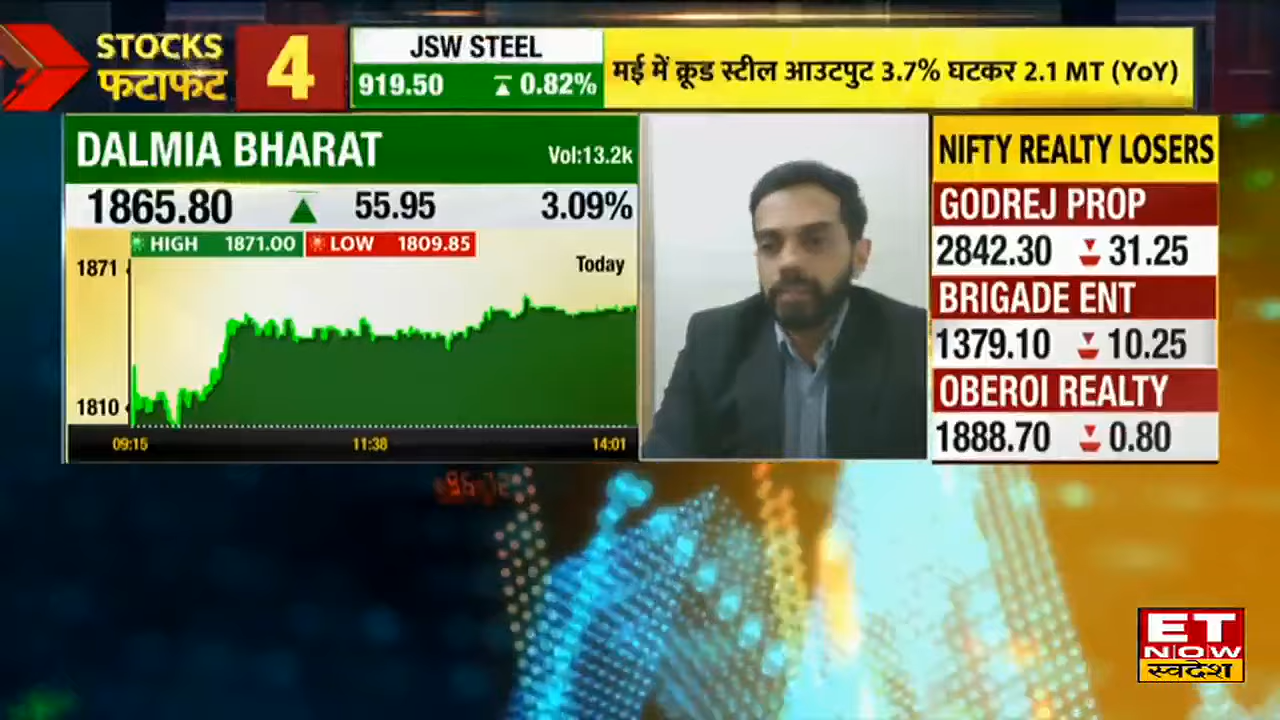 STOCKS
फटाफट
4
JSW STEEL
919.50 0.82%
मई में क्रूड स्टील आउटपुट 3.7% घटकर 2.1 MT (YoY)
DALMIA BHARAT Vol:13.2k
1865.80 55.95 3.09%
HIGH 1871.00 LOW 1809.85
1871 Today
1810
09:15 11:38 14:01
NIFTY REALTY LOSERS
GODREJ PROP
2842.30 31.25
BRIGADE ENT
1379.10 10.25
OBEROI REALTY
1888.70 0.80
ET
NOW
स्वदेश